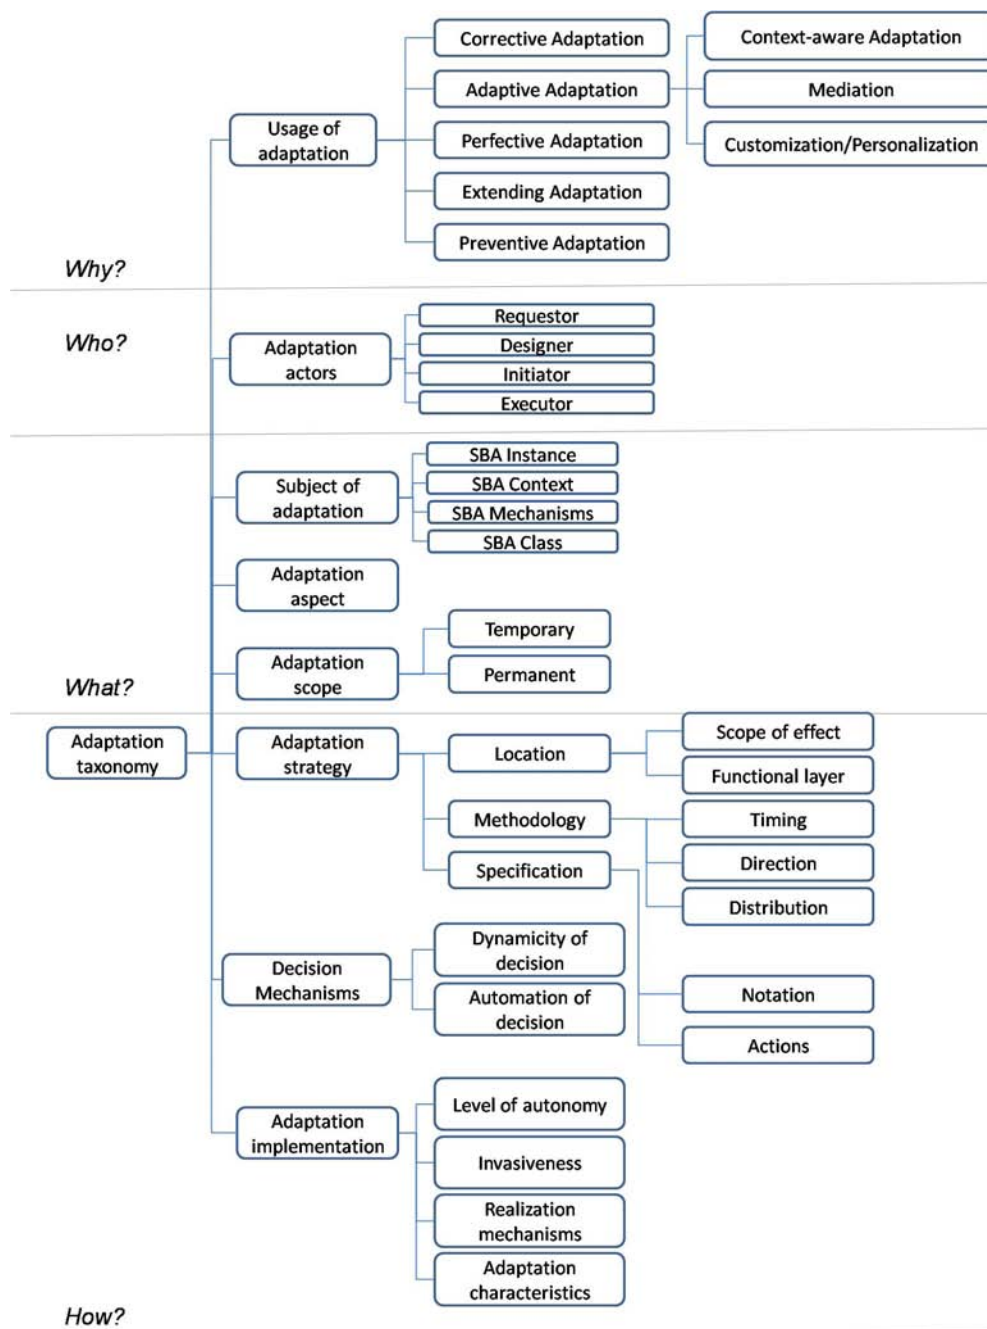 Corrective Adaptation
Context-aware Adaptation
Adaptive Adaptation
Mediation
Usage of
adaptation
Perfective Adaptation
Customization/Personalization
Extending Adaptation
Preventive Adaptation
Why?
Who?
Adaptation
actors
Requestor
Designer
Initiator
Executor
Subject of
adaptation
SBA Instance
SBA Context
SBA Mechanisms
SBA Class
Adaptation
aspect
Adaptation
scope
Temporary
Permanent
What?
Adaptation
taxonomy
Adaptation
strategy
Location
Scope of effect
Functional layer
Methodology
Timing
Direction
Distribution
Specification
Notation
Actions
Decision
Mechanisms
Dynamicity of
decision
Automation of
decision
Adaptation
implementation
Level of autonomy
Invasiveness
Realization
mechanisms
Adaptation
characteristics
How?